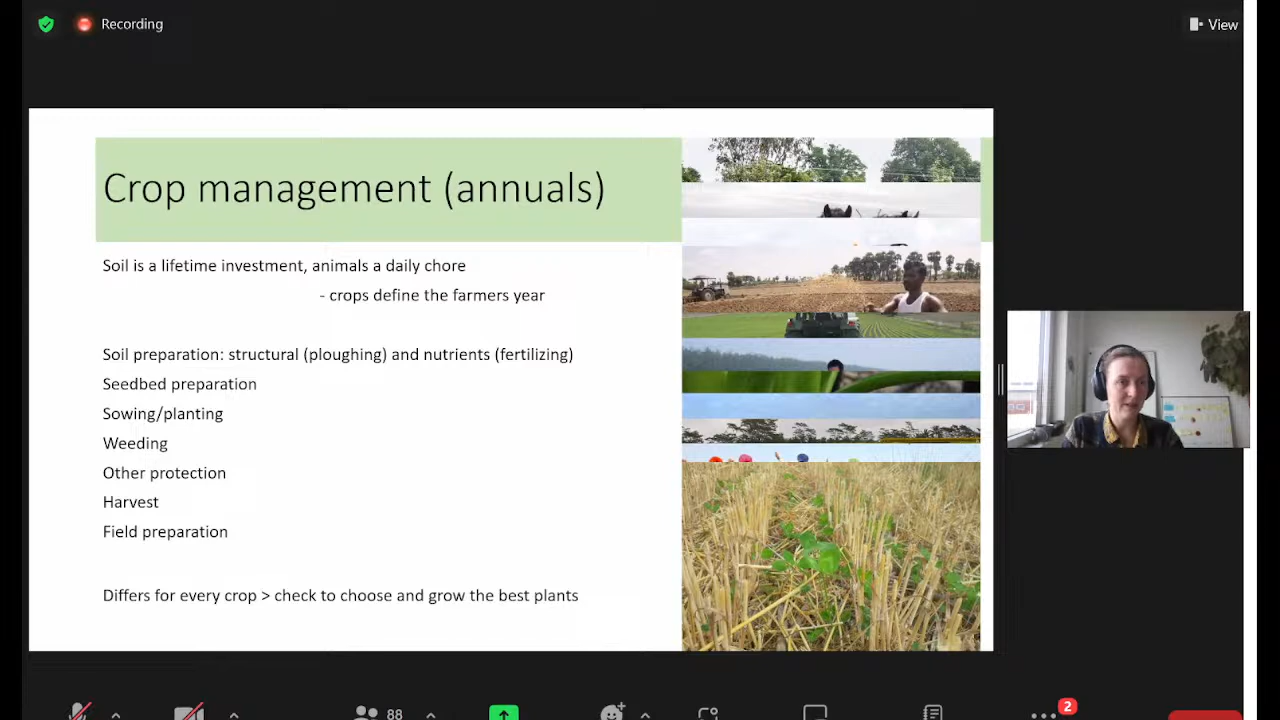 Recording
View
Crop management (annuals)
Soil is a lifetime investment, animals a daily chore
- crops define the farmers year
Soil preparation: structural (ploughing) and nutrients (fertilizing)
Seedbed preparation
Sowing/planting
Weeding
Other protection
Harvest
Field preparation
Differs for every crop > check to choose and grow the best plants
88
2